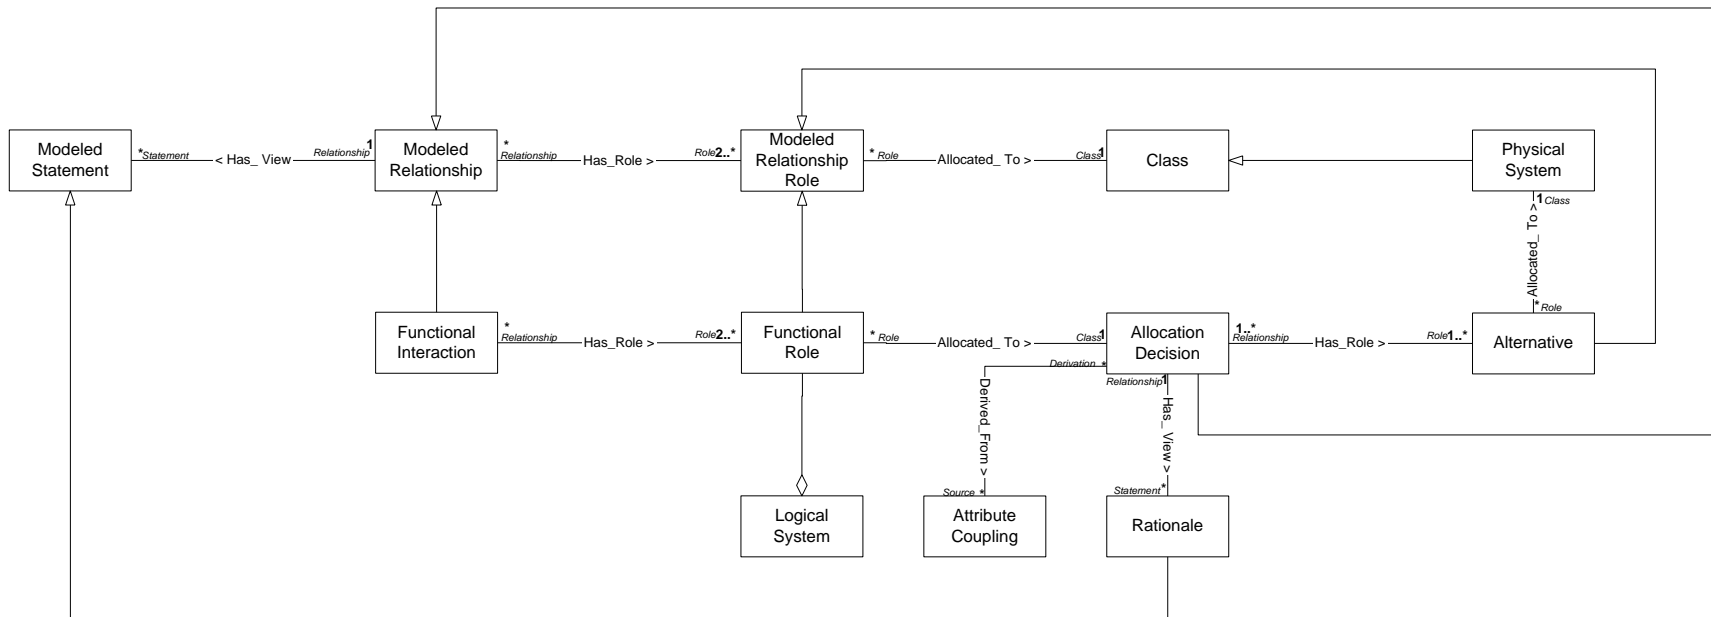 Modeled
Statement
*
Statement
< Has_ View
Relationship
1
Modeled
Relationship
*
Relationship
Has_Role >
Role
2..*
Modeled
Relationship
Role
* Role
Allocated_ To >
Class
1
Class
Physical
System
1 Class
Allocated_ To >
*
Role
Functional
Interaction
*
Relationship
Has_Role >
Role
2..*
Functional
Role
* Role
Allocated_ To >
Class
1
Allocation
Decision
1..*
Relationship
Has_Role >
Role
1..*
Alternative
Derivation *
Derived_From >
Source *
Relationship
1
Has_ View >
Statement
*
Logical
System
Attribute
Coupling
Rationale